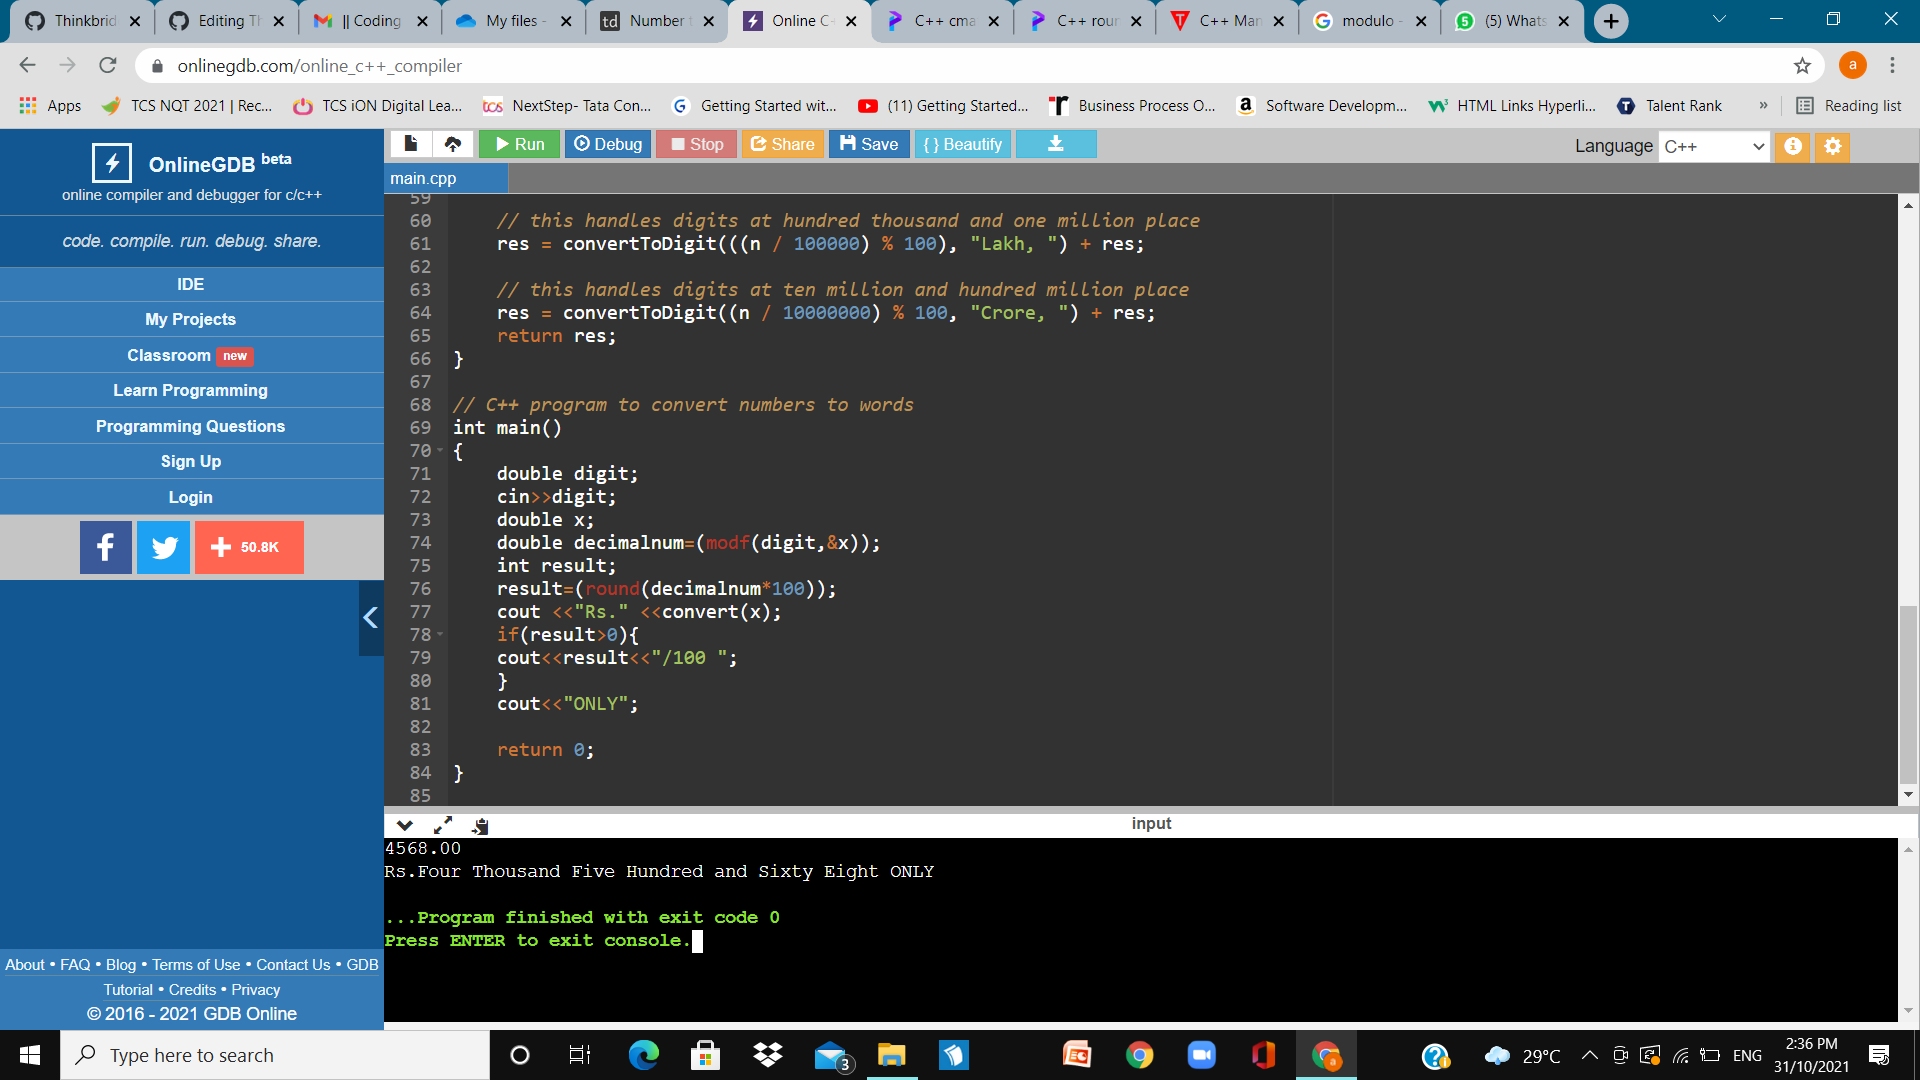 Thinkbrid
Editing Th
|| Coding
My files -
td Number t
Online C-
C++ cma
C++ roun
C++ Man
modulo -
(5) Whats
onlinegdb.com/online_c++_compiler
a
Apps
TCS NQT 2021 | Rec...
TCS iON Digital Lea...
tcs NextStep- Tata Con...
Getting Started wit...
(11) Getting Started...
Business Process O...
Software Developm...
HTML Links Hyperli...
Talent Rank
»
Reading list
OnlineGDB beta
online compiler and debugger for c/c++
code. compile. run. debug. share.
IDE
My Projects
Classroom new
Learn Programming
Programming Questions
Sign Up
Login
50.8K
About • FAQ • Blog • Terms of Use • Contact Us • GDB
Tutorial • Credits • Privacy
© 2016 - 2021 GDB Online
Run
Debug
Stop
Share
Save
{ } Beautify
Language C++
main.cpp
59
60 // this handles digits at hundred thousand and one million place
61 res = convertToDigit(((n / 100000) % 100), "Lakh, ") + res;
62
63 // this handles digits at ten million and hundred million place
64 res = convertToDigit((n / 10000000) % 100, "Crore, ") + res;
65 return res;
66 }
67
68 // C++ program to convert numbers to words
69 int main()
70 {
71 double digit;
72 cin>>digit;
73 double x;
74 double decimalnum=(modf(digit,&x));
75 int result;
76 result=(round(decimalnum*100));
77 cout <<"Rs." <<convert(x);
78 if(result>0){
79 cout<<result<<"/100 ";
80 }
81 cout<<"ONLY";
82
83 return 0;
84 }
85
input
4568.00
Rs.Four Thousand Five Hundred and Sixty Eight ONLY
...Program finished with exit code 0
Press ENTER to exit console.
Type here to search
3
29°C
ENG
2:36 PM
31/10/2021